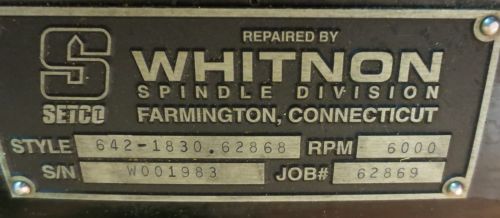 REPAIRED BY
WHITNON
SPINDLE DIVISION
SETCO
FARMINGTON, CONNECTICUT
STYLE 642-1830.62868 RPM 6000
S/N W001983 JOB# 62869